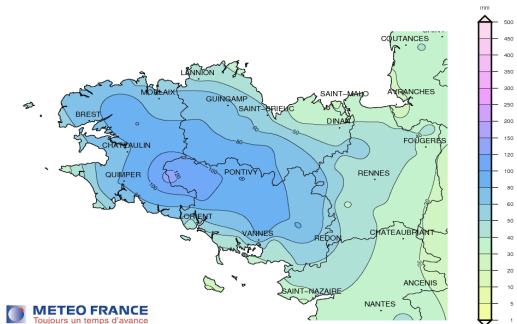 mm
500
450
400
350
300
250
200
150
120
100
80
60
50
40
30
20
15
10
5
1
COUTANCES
LANNION
MORLAIX
GUINGAMP
SAINT-BRIEUC
SAINT-MALO
AVRANCHES
BREST
DINAN
FOUGERES
CHATEAULIN
QUIMPER
PONTIVY
RENNES
LORIENT
VANNES
REDON
CHATEAUBRIANT
ANCENIS
SAINT-NAZAIRE
NANTES
METEO FRANCE
Toujours un temps d'avance